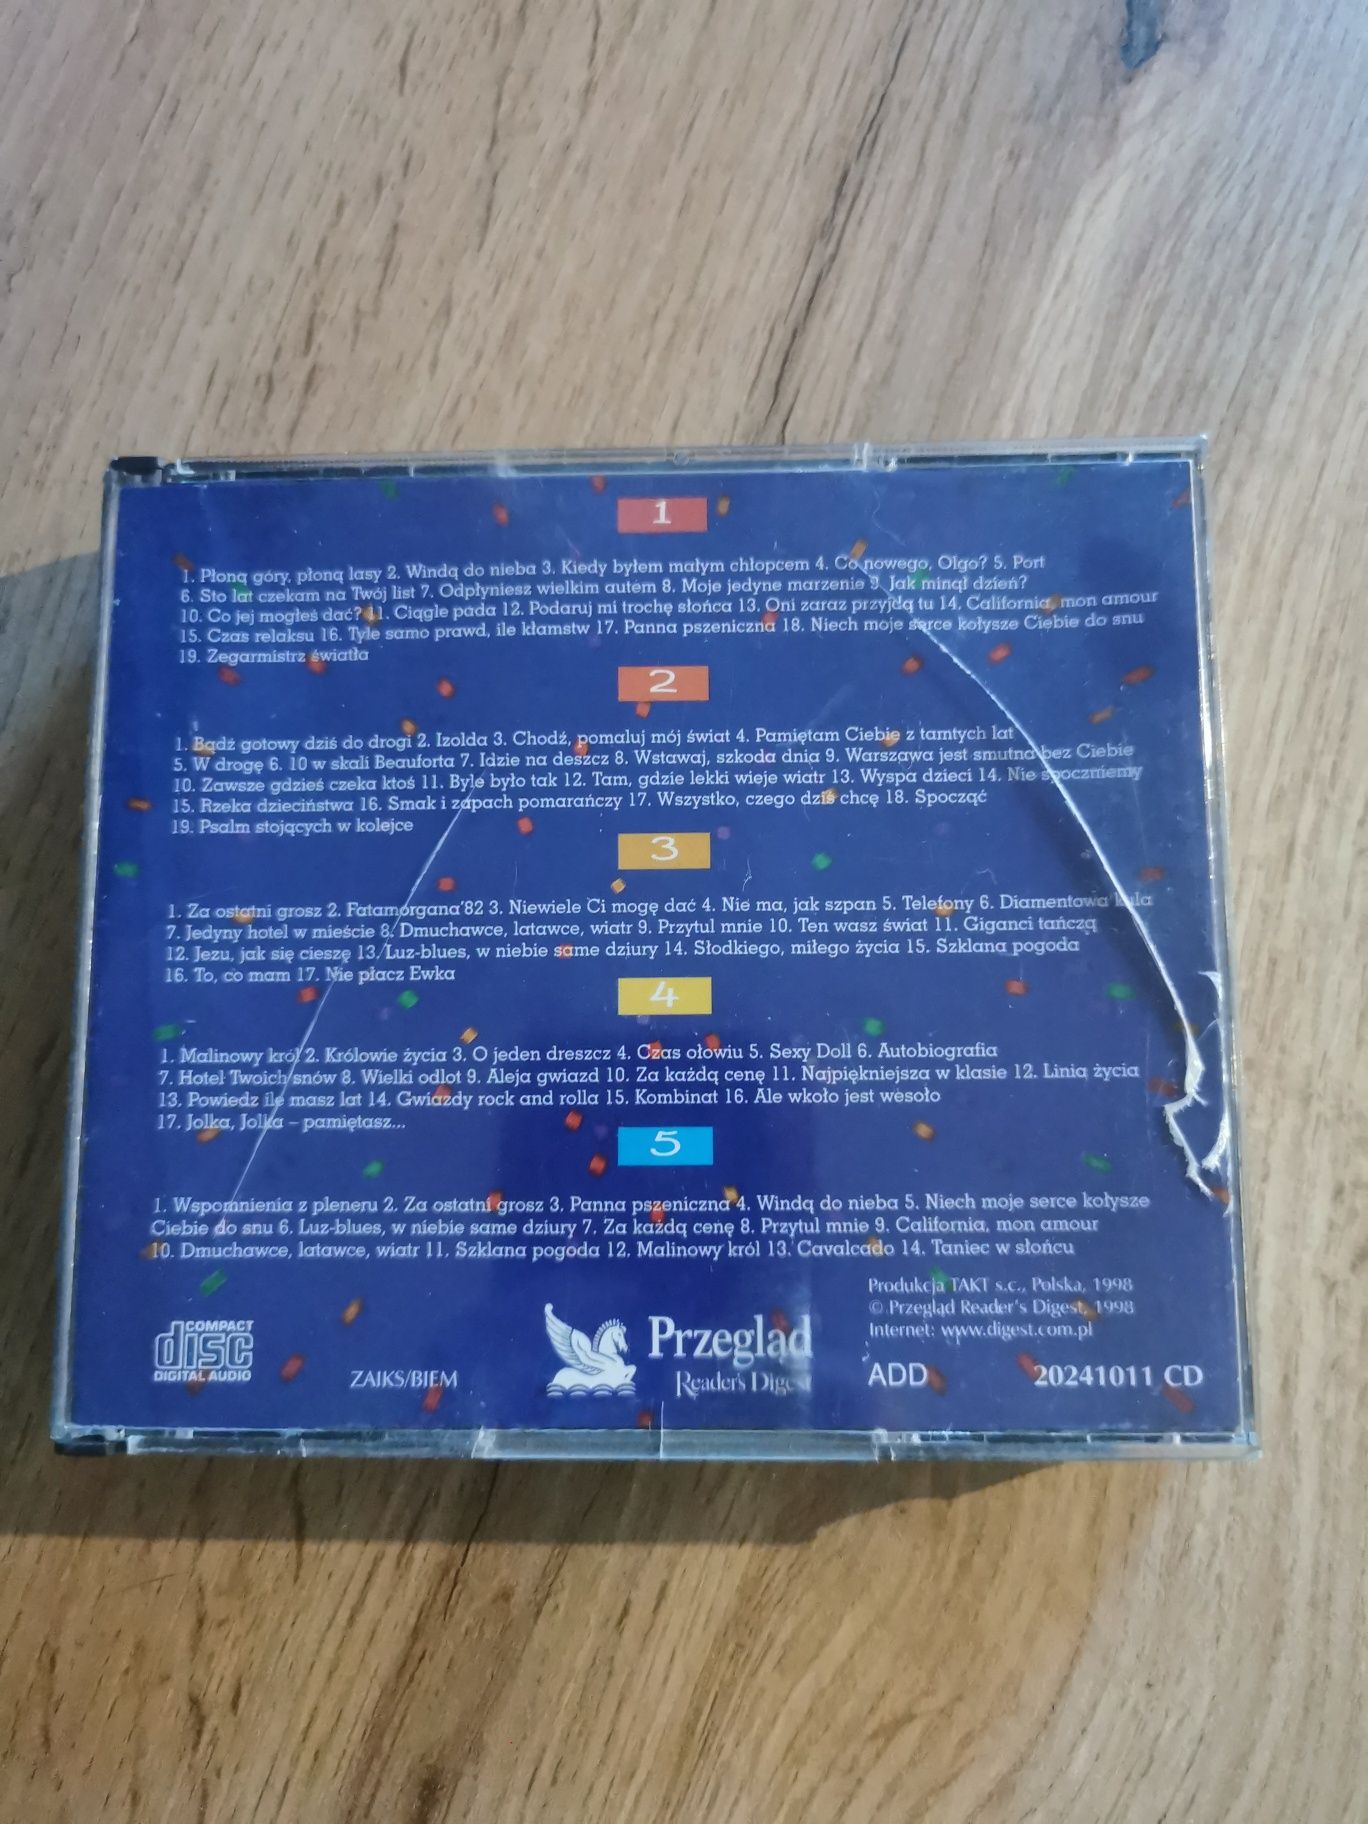 1
1. Płoną góry, płoną lasy 2. Windą do nieba 3. Kiedy byłem małym chłopcem 4. Co nowego, Olgo? 5. Port
6. Sto lat czekam na Twój list 7. Odpłyniesz wielkim autem 8. Moje jedyne marzenie 9. Jak minął dzień?
10. Co jej mogłeś dać? 11. Ciągle pada 12. Podaruj mi trochę słońca 13. Oni zaraz przyjdą tu 14. California, mon amour
15. Czas relaksu 16. Tyle samo prawd, ile kłamstw 17. Panna pszeniczna 18. Niech moje serce kołysze Ciebie do snu
19. Zegarmistrz światła
2
1. Bądź gotowy dziś do drogi 2. Izolda 3. Chodź, pomaluj mój świat 4. Pamiętam Ciebie z tamtych lat
5. W drogę 6. 10 w skali Beauforta 7. Idzie na deszcz 8. Wstawaj, szkoda dnia 9. Warszawa jest smutna bez Ciebie
10. Zawsze gdzieś czeka ktoś 11. Byle było tak 12. Tam, gdzie lekki wieje wiatr 13. Wyspa dzieci 14. Nie spoczniemy
15. Rzeka dzieciństwa 16. Smak i zapach pomarańczy 17. Wszystko, czego dziś chcę 18. Spocząć
19. Psalm stojących w kolejce
3
1. Za ostatni grosz 2. Fatamorgana'82 3. Niewiele Ci mogę dać 4. Nie ma, jak szpan 5. Telefony 6. Diamentowa kula
7. Jedyny hotel w mieście 8. Dmuchawce, latawce, wiatr 9. Przytul mnie 10. Ten wasz świat 11. Giganci tańczą
12. Jezu, jak się cieszę 13. Luz-blues, w niebie same dziury 14. Słodkiego, miłego życia 15. Szklana pogoda
16. To, co mam 17. Nie płacz Ewka
4
1. Malinowy król 2. Królowie życia 3. O jeden dreszcz 4. Czas ołowiu 5. Sexy Doll 6. Autobiografia
7. Hotel Twoich snów 8. Wielki odlot 9. Aleja gwiazd 10. Za każdą cenę 11. Najpiękniejsza w klasie 12. Linia życia
13. Powiedz ile masz lat 14. Gwiazdy rock and rolla 15. Kombinat 16. Ale wkoło jest wesoło
17. Jolka, Jolka – pamiętasz...
5
1. Wspomnienia z pleneru 2. Za ostatni grosz 3. Panna pszeniczna 4. Windą do nieba 5. Niech moje serce kołysze
Ciebie do snu 6. Luz-blues, w niebie same dziury 7. Za każdą cenę 8. Przytul mnie 9. California, mon amour
10. Dmuchawce, latawce, wiatr 11. Szklana pogoda 12. Malinowy król 13. Cavalcado 14. Taniec w słońcu
Produkcja TAKT s.c., Polska, 1998
© Przegląd Reader's Digest, 1998
Internet: www.digest.com.pl
COMPACT
disc
DIGITAL AUDIO
ZAIKS/BIEM
Przegląd
Reader's Digest
ADD
20241011 CD